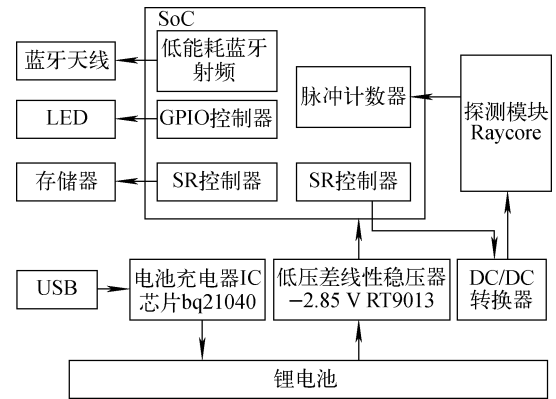 SoC
蓝牙天线
低能耗蓝牙
射频
脉冲计数器
探测模块
Raycore
LED
GPIO控制器
存储器
SR控制器
SR控制器
USB
电池充电器IC
芯片bq21040
低压差线性稳压器
−2.85 V RT9013
DC/DC
转换器
锂电池